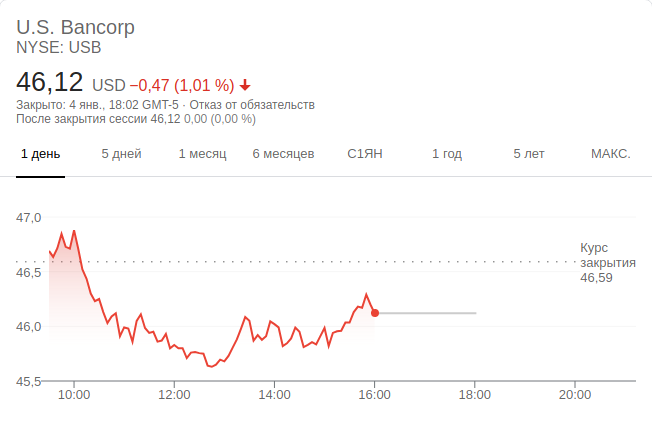 U.S. Bancorp
NYSE: USB
46,12 USD −0,47 (1,01 %)
Закрыто: 4 янв., 18:02 GMT-5 · Отказ от обязательств
После закрытия сессии 46,12 0,00 (0,00 %)
1 день 5 дней 1 месяц 6 месяцев С1ЯН 1 год 5 лет МАКС.
47,0
Курс
закрытия
46,59
46,5
46,0
45,5
10:00 12:00 14:00 16:00 18:00 20:00